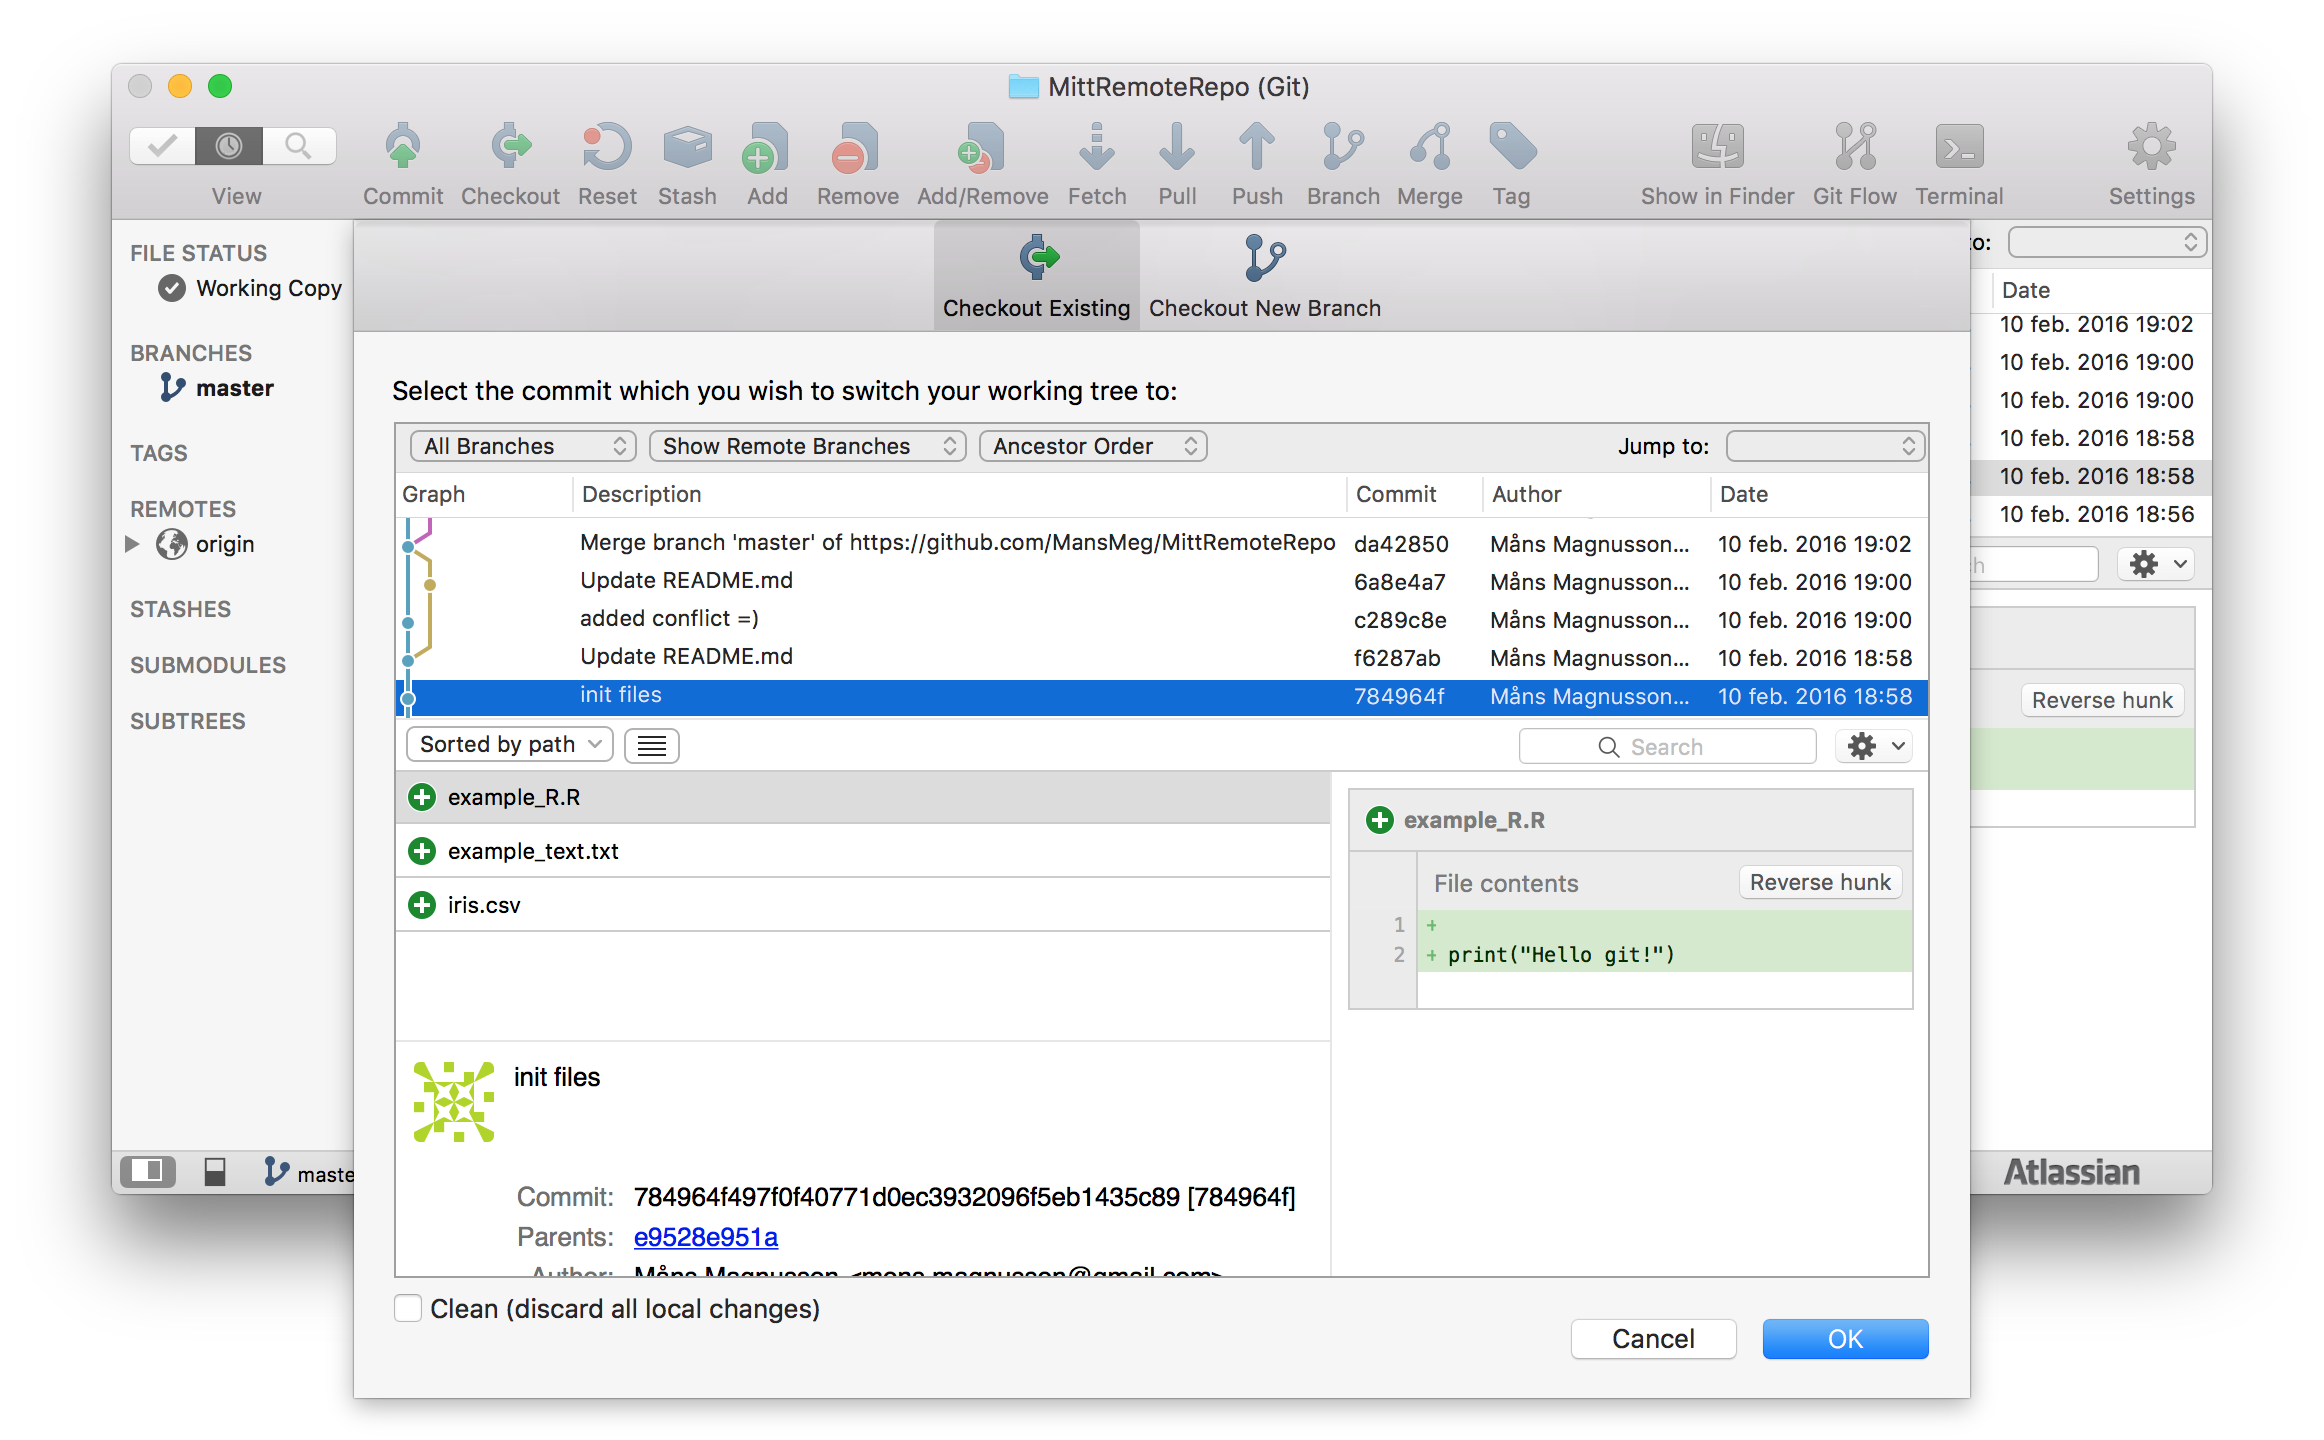 MittRemoteRepo (Git)
View Commit Checkout Reset Stash Add Remove Add/Remove Fetch Pull Push Branch Merge Tag Show in Finder Git Flow Terminal Settings
FILE STATUS
Working Copy
BRANCHES
master
TAGS
REMOTES
origin
STASHES
SUBMODULES
SUBTREES
master
Checkout Existing Checkout New Branch
Select the commit which you wish to switch your working tree to:
All Branches Show Remote Branches Ancestor Order Jump to:
Graph Description Commit Author Date
Merge branch 'master' of https://github.com/MansMeg/MittRemoteRepo da42850 Måns Magnusson... 10 feb. 2016 19:02
Update README.md 6a8e4a7 Måns Magnusson... 10 feb. 2016 19:00
added conflict =) c289c8e Måns Magnusson... 10 feb. 2016 19:00
Update README.md f6287ab Måns Magnusson... 10 feb. 2016 18:58
init files 784964f Måns Magnusson... 10 feb. 2016 18:58
Sorted by path Search
example_R.R
example_text.txt
iris.csv
example_R.R
File contents Reverse hunk
1 +
2 + print("Hello git!")
init files
Commit: 784964f497f0f40771d0ec3932096f5eb1435c89 [784964f]
Parents: e9528e951a
Author: Måns Magnusson <mons.magnusson@gmail.com>
Clean (discard all local changes)
Cancel OK
to:
Date
10 feb. 2016 19:02
10 feb. 2016 19:00
10 feb. 2016 19:00
10 feb. 2016 18:58
10 feb. 2016 18:58
10 feb. 2016 18:56
h
Reverse hunk
Atlassian